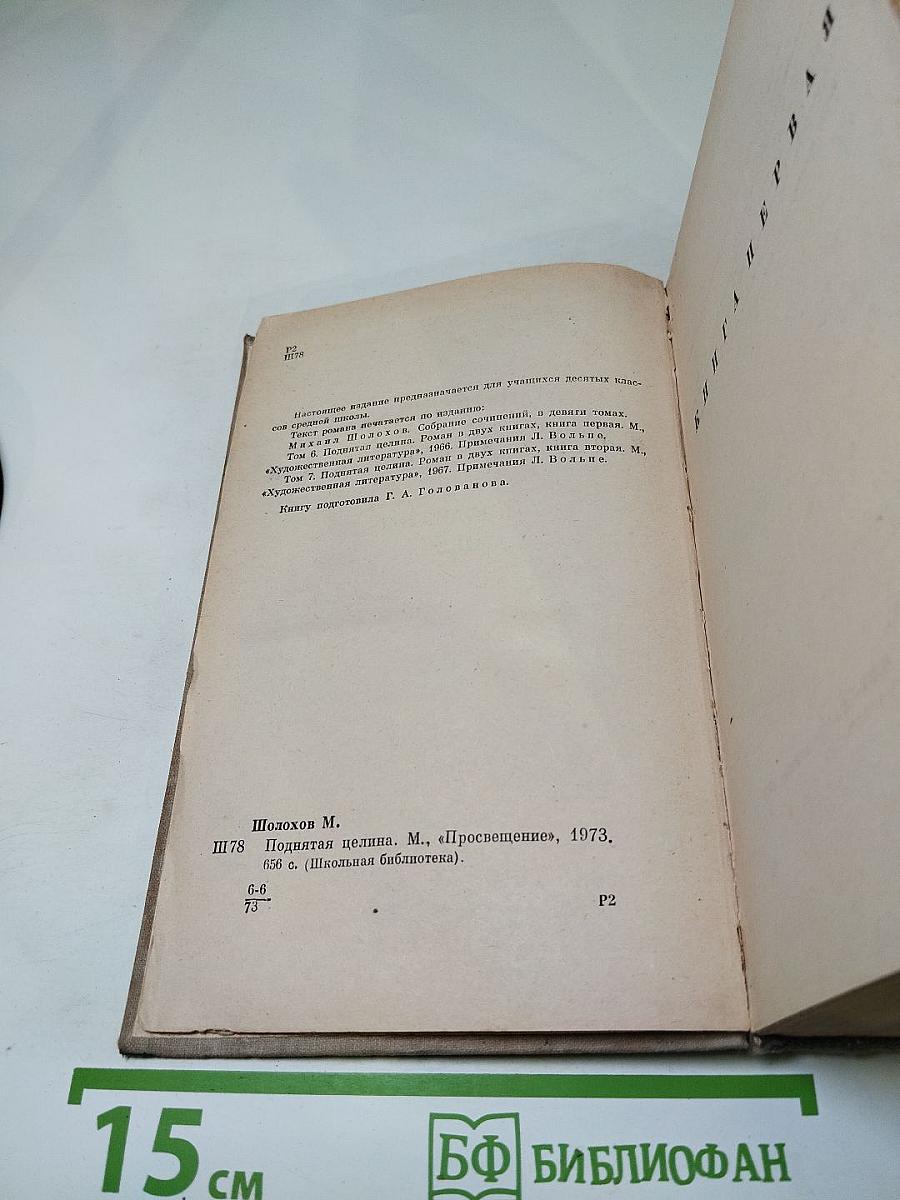 Р2
Ш78
Настоящее издание предназначается для учащихся десятых клас-
сов средней школы.
Текст романа печатается по изданию:
Михаил Шолохов. Собрание сочинений, в девяти томах.
Том 6. Поднятая целина. Роман в двух книгах, книга первая. М.,
«Художественная литература», 1966. Примечания Л. Вольпе,
Том 7. Поднятая целина. Роман в двух книгах, книга вторая. М.,
«Художественная литература», 1967. Примечания Л. Вольпе.
Книгу подготовила Г. А. Голованова.
Шолохов М.
Ш78 Поднятая целина. М., «Просвещение», 1973.
656 с. (Школьная библиотека).
6-6
73
Р2
КНИГА ПЕРВАЯ
15 см
БФ БИБЛИОФАН